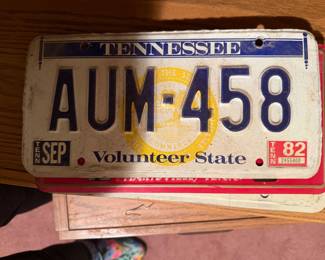 TENNESSEE
AUM-458
TENN SEP
TENN 82
Volunteer State